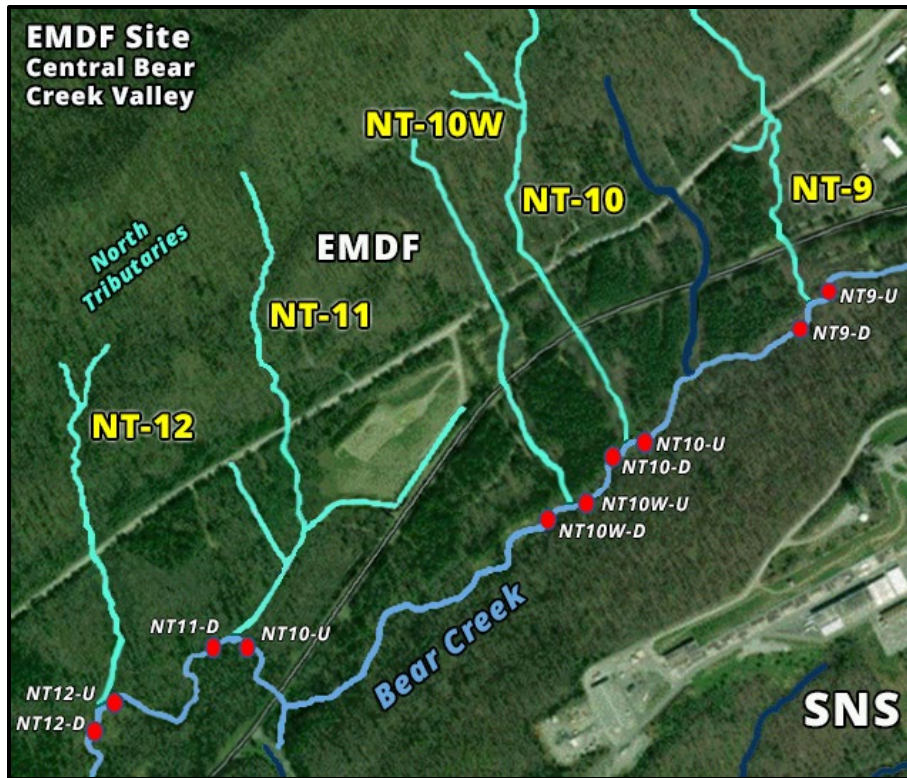 EMDF Site
Central Bear
Creek Valley
NT-10W
NT-10
NT-9
North
Tributaries
EMDF
NT-11
NT9-U
NT9-D
NT-12
NT10-U
NT10-D
NT10W-U
NT10W-D
Bear Creek
NT11-D
NT10-U
NT12-U
NT12-D
SNS